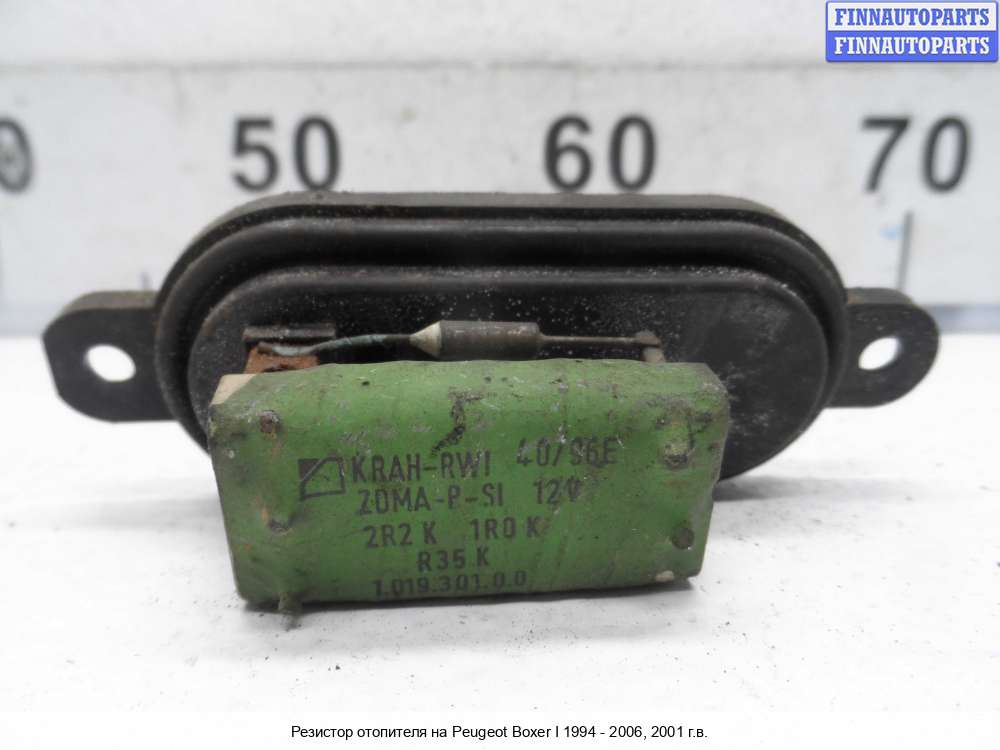 FINNAUTOPARTS
FINNAUTOPARTS
50 60 70
KRAH-RWI 40/96E
ZOMA-P-SI 12V
2R2 K 1R0 K
R35 K
1.019.301.0.0
Резистор отопителя на Peugeot Boxer I 1994 - 2006, 2001 г.в.